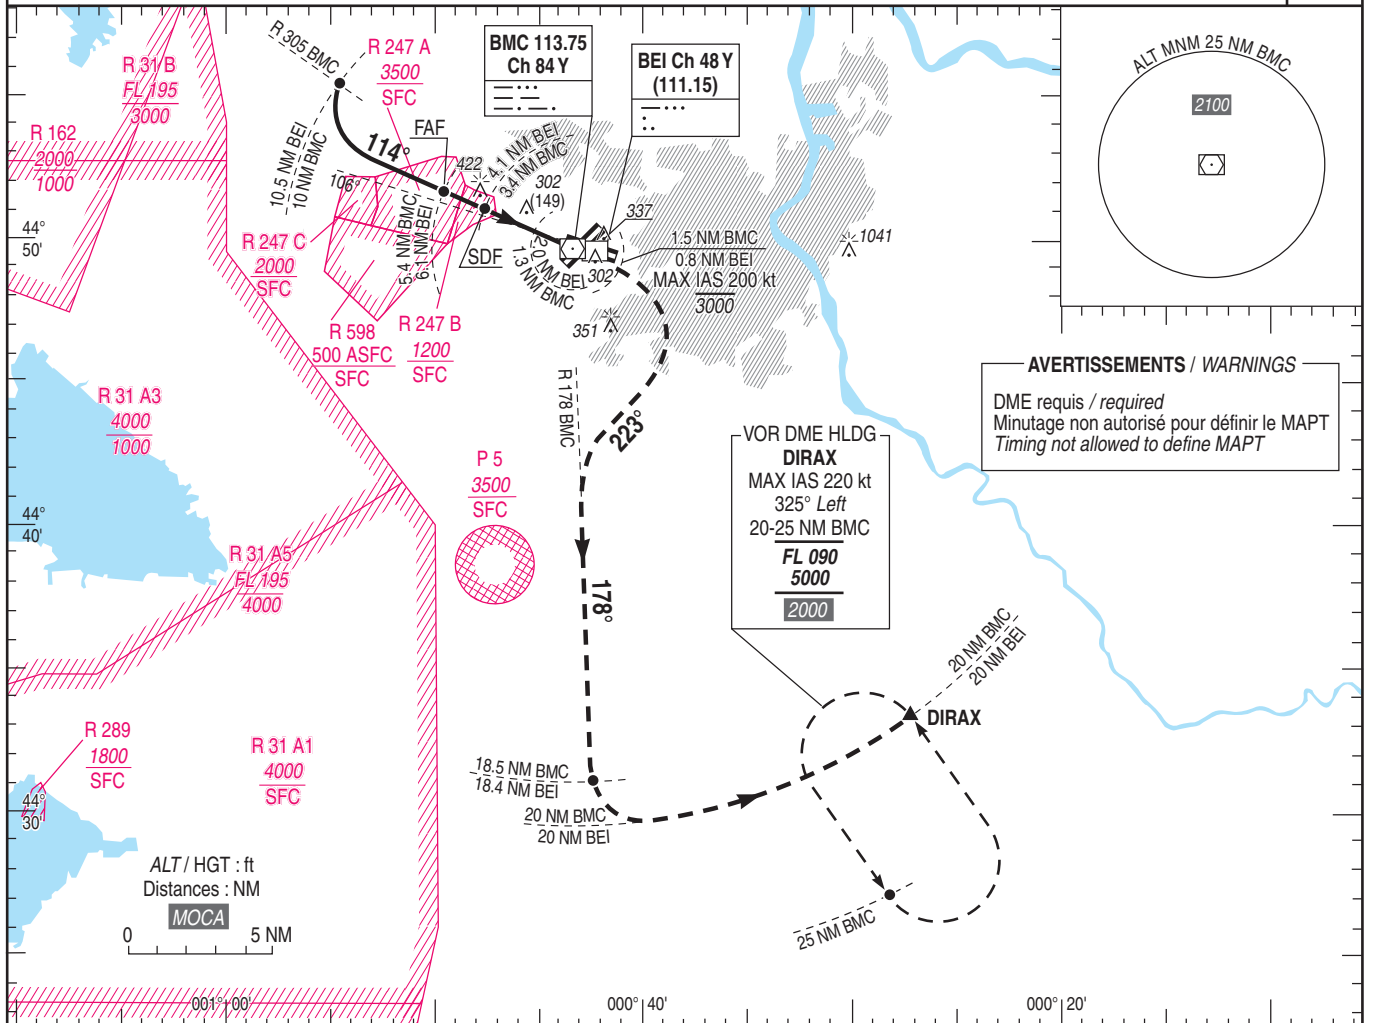 R 305 BMC
R 247 A
3500
SFC
BMC 113.75
Ch 84 Y
BEI Ch 48 Y
(111.15)
ALT MNM 25 NM BMC
2100
R 31 B
FL 195
3000
R 162
2000
1000
10.5 NM BEI
10 NM BMC
114°
106°
FAF
422
4.1 NM BEI
3.4 NM BMC
302
(149)
337
1041
44°
50'
R 247 C
2000
SFC
5.4 NM BMC
6.1 NM BEI
SDF
2.0 NM BEI
1.3 NM BMC
302
1.5 NM BMC
0.8 NM BEI
MAX IAS 200 kt
3000
351
R 598
500 ASFC
SFC
R 247 B
1200
SFC
R 178 BMC
223°
AVERTISSEMENTS / WARNINGS
DME requis / required
Minutage non autorisé pour définir le MAPT
Timing not allowed to define MAPT
R 31 A3
4000
1000
VOR DME HLDG
DIRAX
MAX IAS 220 kt
325° Left
20-25 NM BMC
FL 090
5000
2000
P 5
3500
SFC
44°
40'
R 31 A5
FL 195
4000
178°
20 NM BMC
20 NM BEI
DIRAX
R 289
1800
SFC
R 31 A1
4000
SFC
18.5 NM BMC
18.4 NM BEI
20 NM BMC
20 NM BEI
44°
30'
25 NM BMC
ALT / HGT : ft
Distances : NM
MOCA
0 5 NM
001° 00'
000° 40'
000° 20'